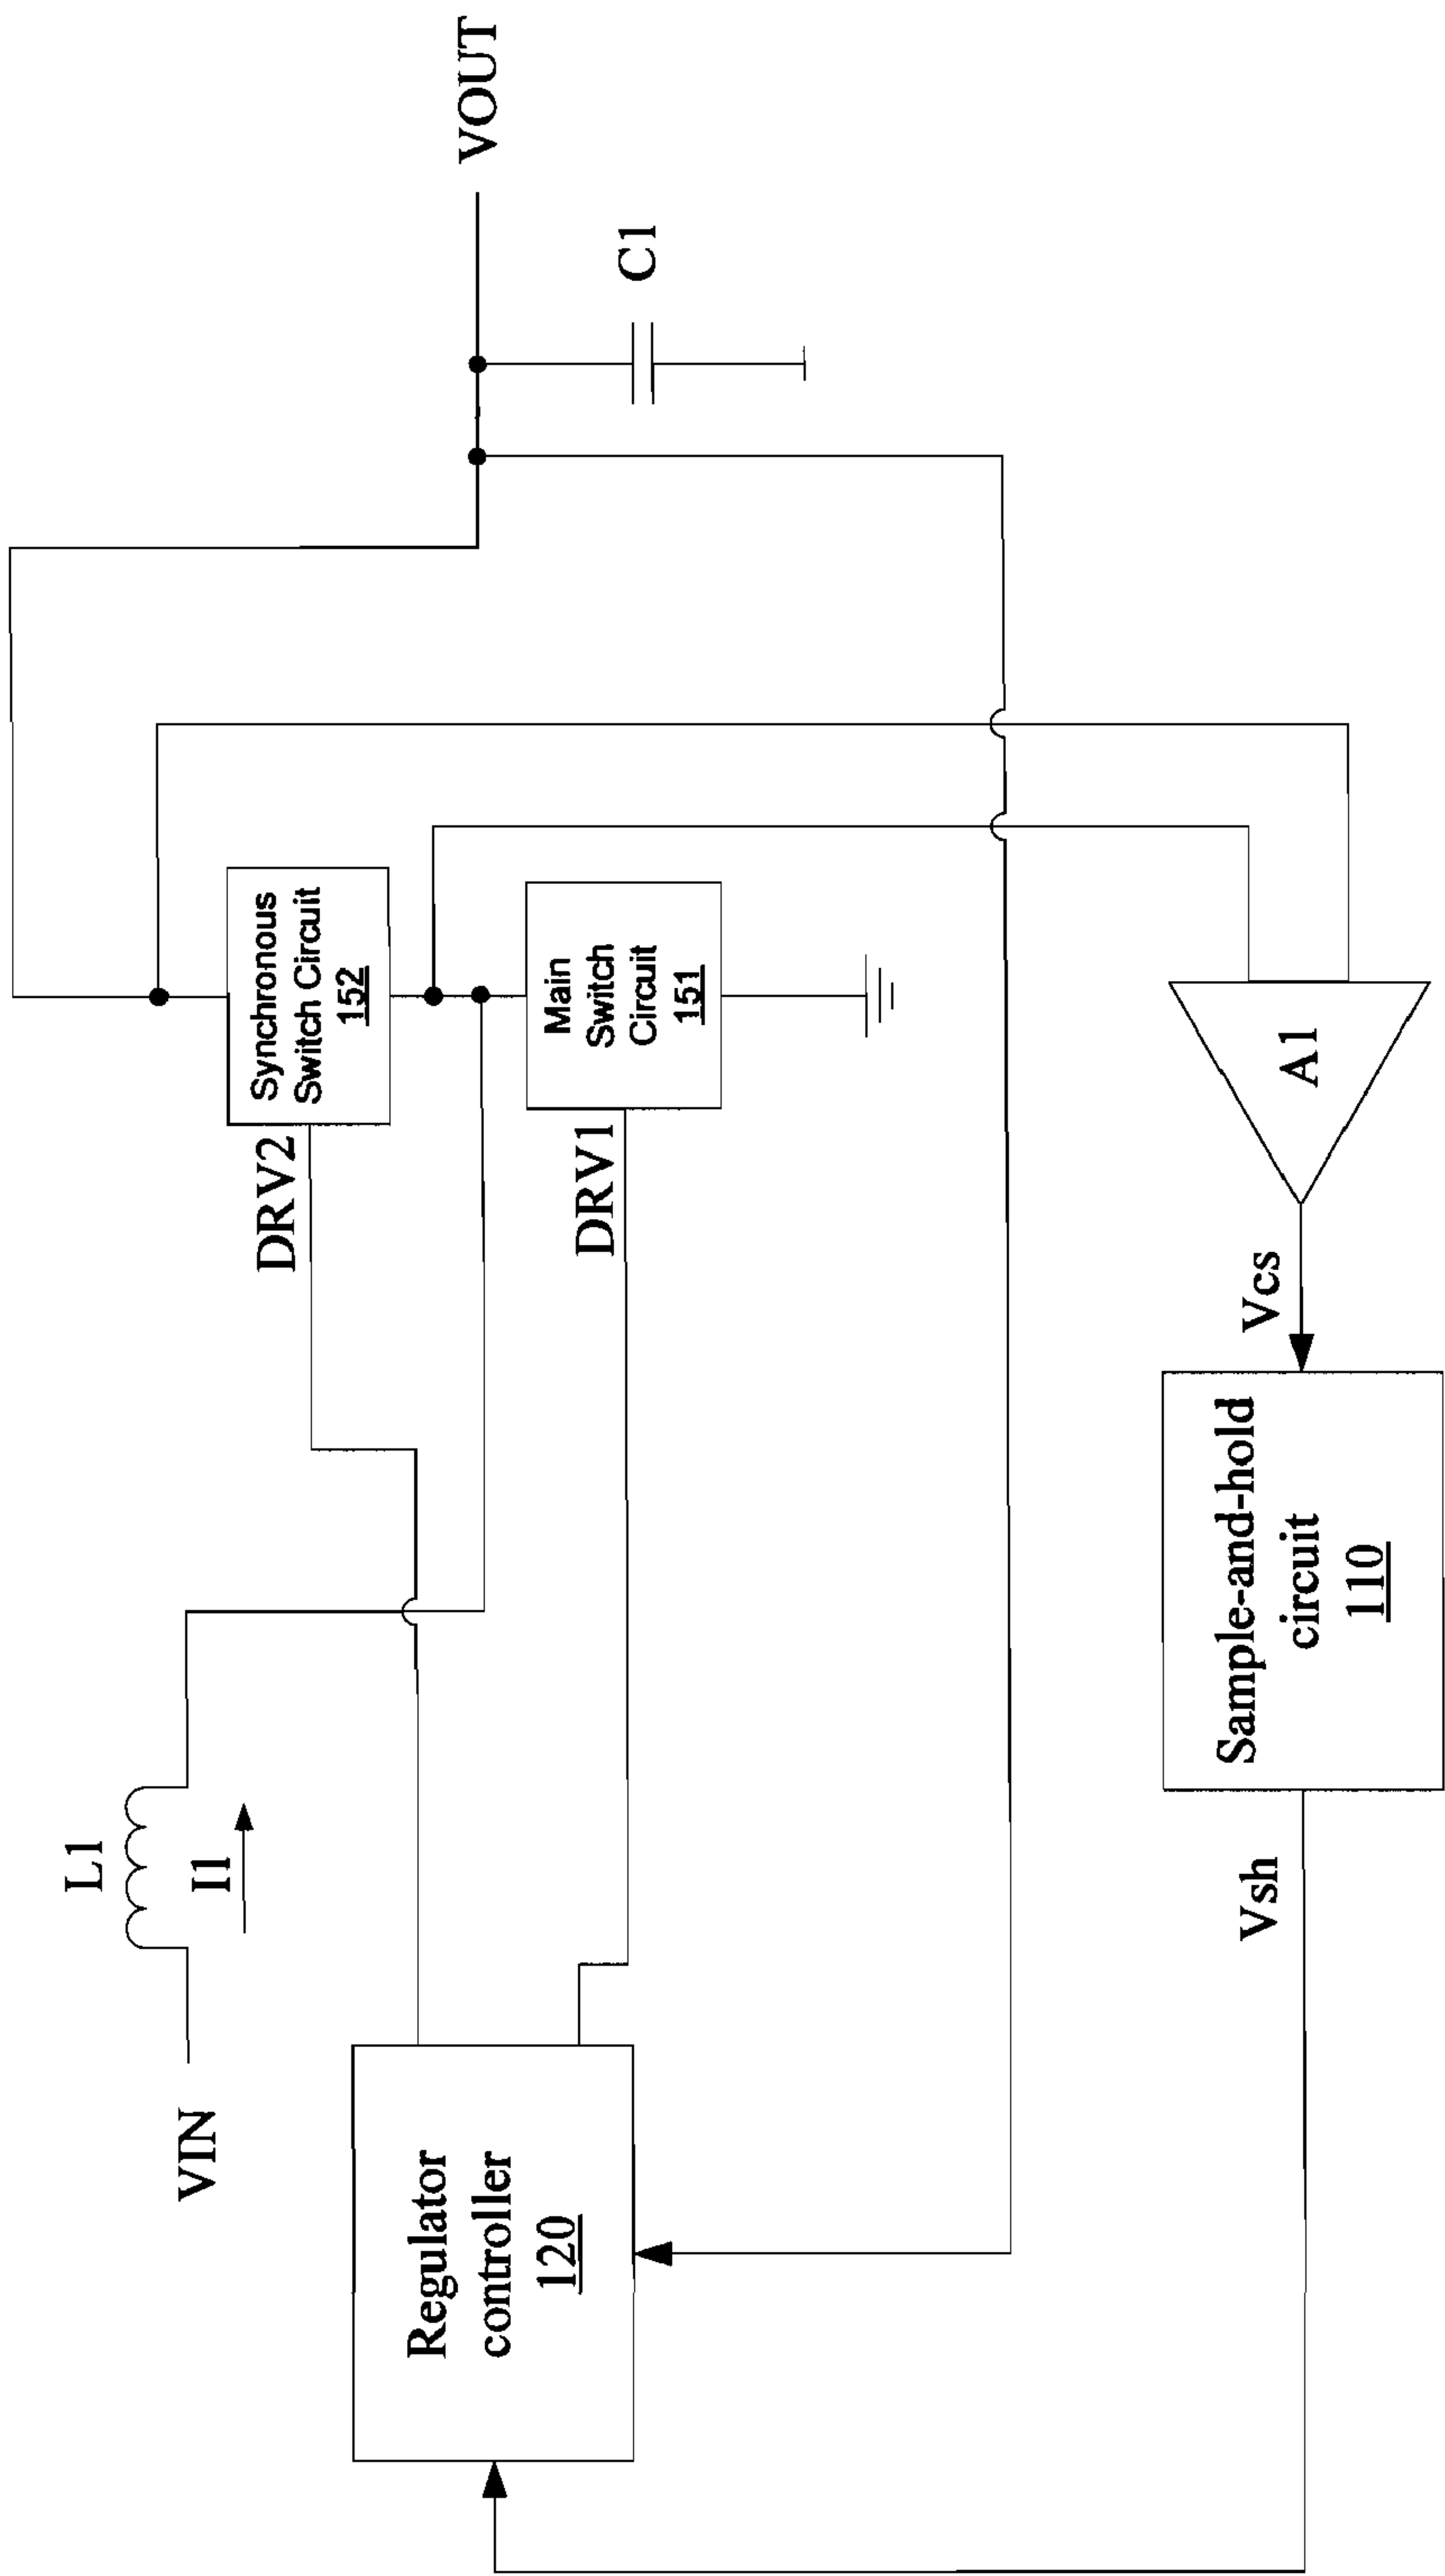 L1
I1
VIN
VOUT
C1
Synchronous
Switch Circuit
152
DRV2
Main
Switch
Circuit
151
DRV1
Regulator
controller
120
A1
Vcs
Sample-and-hold
circuit
110
Vsh